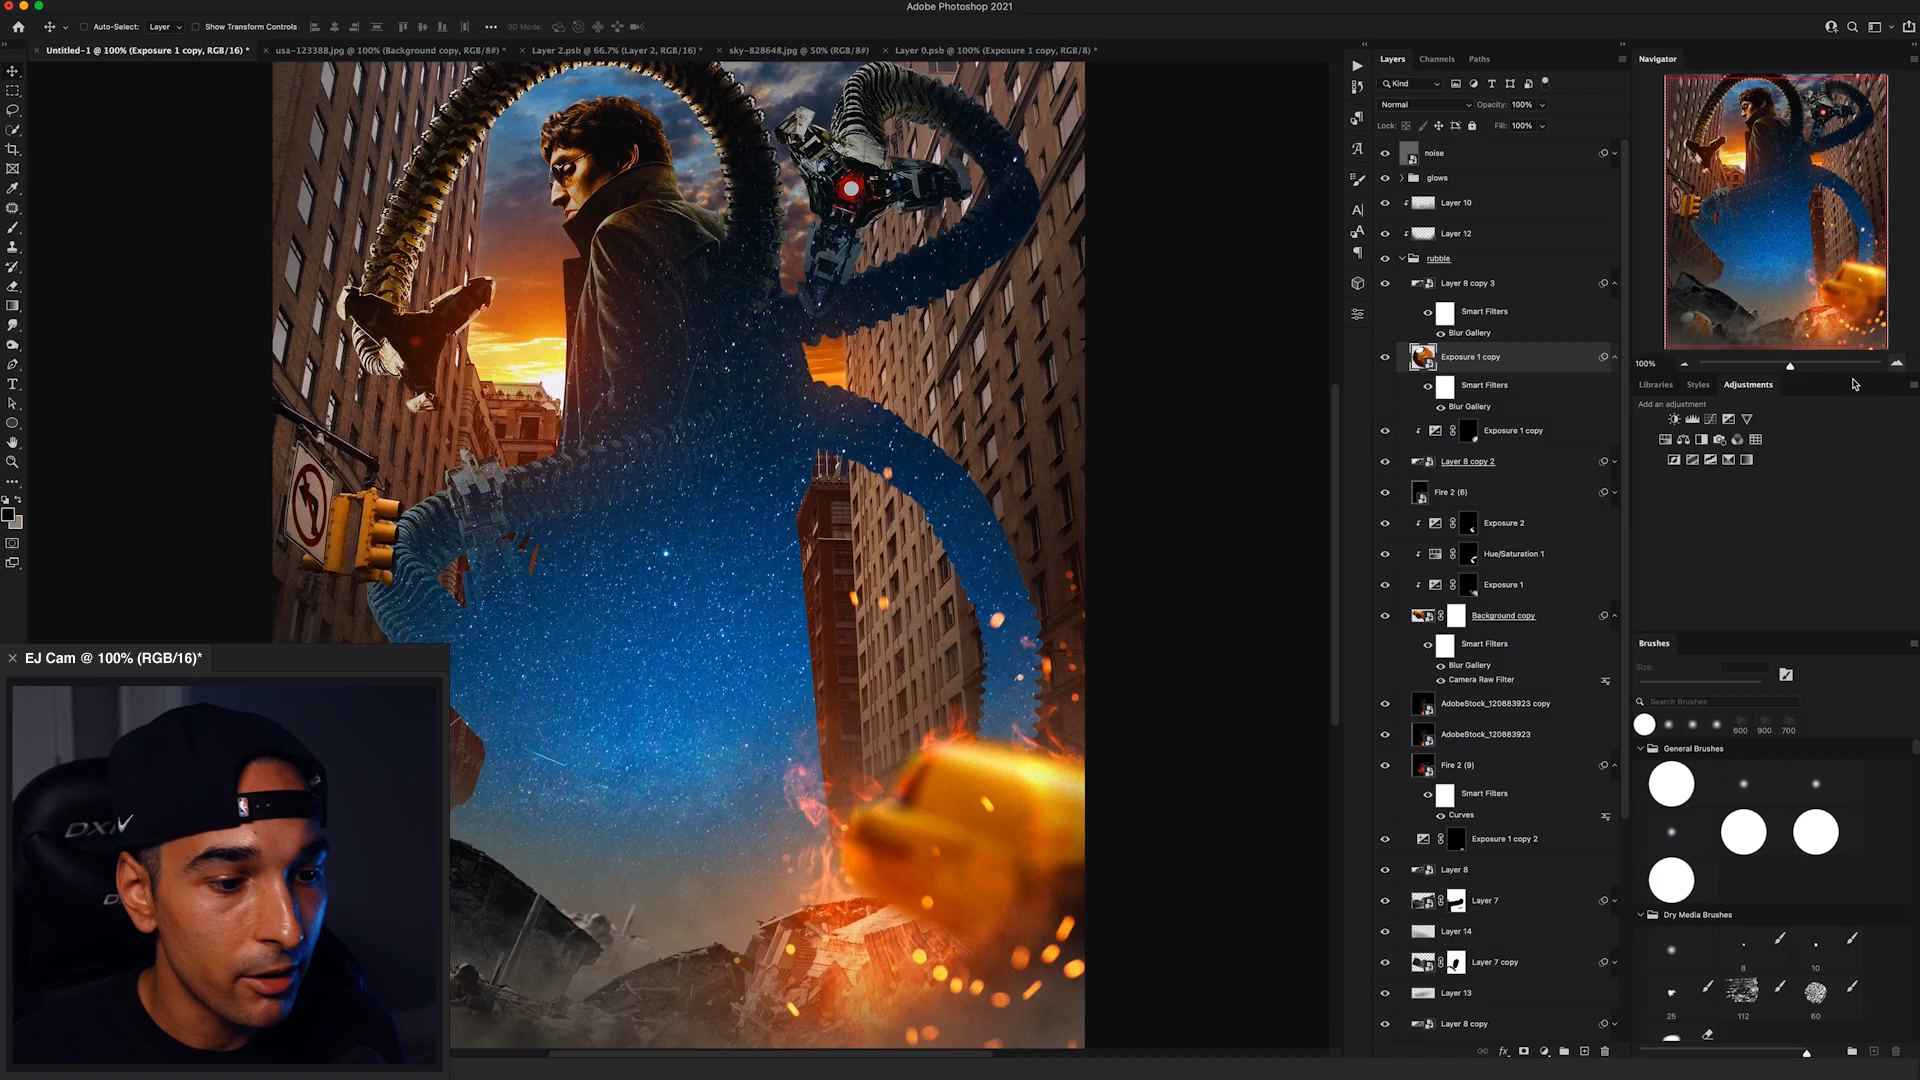 Adobe Photoshop 2021
Auto-Select: Layer Show Transform Controls 3D Mode:
Untitled-1 @ 100% (Exposure 1 copy, RGB/16) * usa-123388.jpg @ 100% (Background copy, RGB/8#) * Layer 2.psb @ 66.7% (Layer 2, RGB/16) * sky-828648.jpg @ 50% (RGB/8#) Layer 0.psb @ 100% (Exposure 1 copy, RGB/8) *
Layers Channels Paths
Kind
Normal Opacity: 100%
Lock: Fill: 100%
noise
glows
Layer 10
Layer 12
rubble
Layer 8 copy 3
Smart Filters
Blur Gallery
Exposure 1 copy
Smart Filters
Blur Gallery
Exposure 1 copy
Layer 8 copy 2
Fire 2 (6)
Exposure 2
Hue/Saturation 1
Exposure 1
Background copy
Smart Filters
Blur Gallery
Camera Raw Filter
AdobeStock_120883923 copy
AdobeStock_120883923
Fire 2 (9)
Smart Filters
Curves
Exposure 1 copy 2
Layer 8
Layer 7
Layer 14
Layer 7 copy
Layer 13
Layer 8 copy
Navigator
100%
Libraries Styles Adjustments
Add an adjustment
Brushes
Size:
Search Brushes
600 900 700
General Brushes
Dry Media Brushes
8 10
25 112 60
EJ Cam @ 100% (RGB/16)*